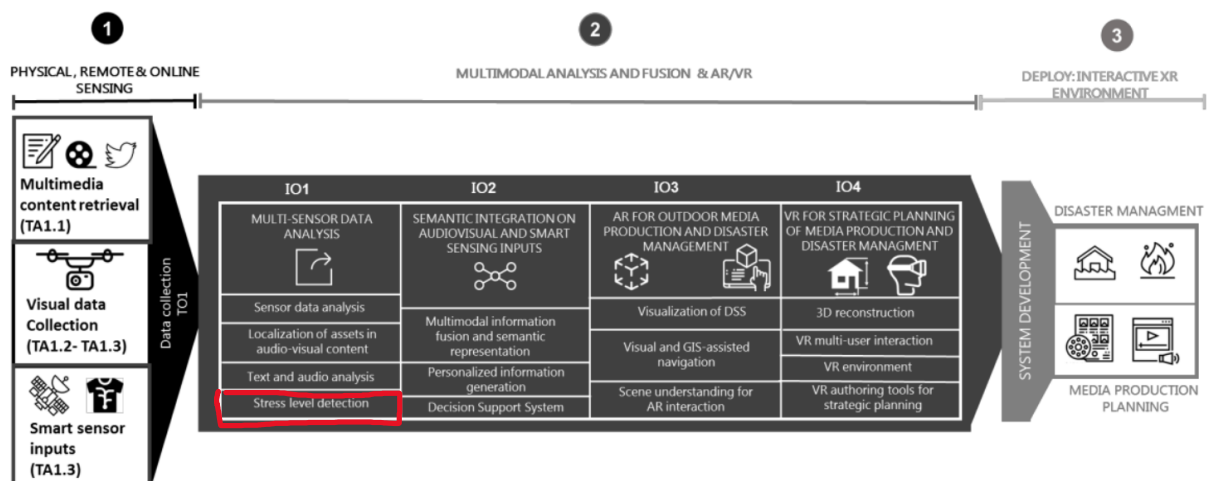 1
2
3
PHYSICAL, REMOTE & ONLINE
SENSING
MULTIMODAL ANALYSIS AND FUSION & AR/VR
DEPLOY: INTERACTIVE XR
ENVIRONMENT
Multimedia
content retrieval
(TA1.1)
Visual data
Collection
(TA1.2- TA1.3)
Smart sensor
inputs
(TA1.3)
Data collection
TO1
IO1
MULTI-SENSOR DATA
ANALYSIS
Sensor data analysis
Localization of assets in
audio-visual content
Text and audio analysis
Stress level detection
IO2
SEMANTIC INTEGRATION ON
AUDIOVISUAL AND SMART
SENSING INPUTS
Multimodal information
fusion and semantic
representation
Personalized information
generation
Decision Support System
IO3
AR FOR OUTDOOR MEDIA
PRODUCTION AND DISASTER
MANAGEMENT
Visualization of DSS
Visual and GIS-assisted
navigation
Scene understanding for
AR interaction
IO4
VR FOR STRATEGIC PLANNING
OF MEDIA PRODUCTION AND
DISASTER MANAGMENT
3D reconstruction
VR multi-user interaction
VR environment
VR authoring tools for
strategic planning
SYSTEM DEVELOPMENT
DISASTER MANAGMENT
MEDIA PRODUCTION
PLANNING